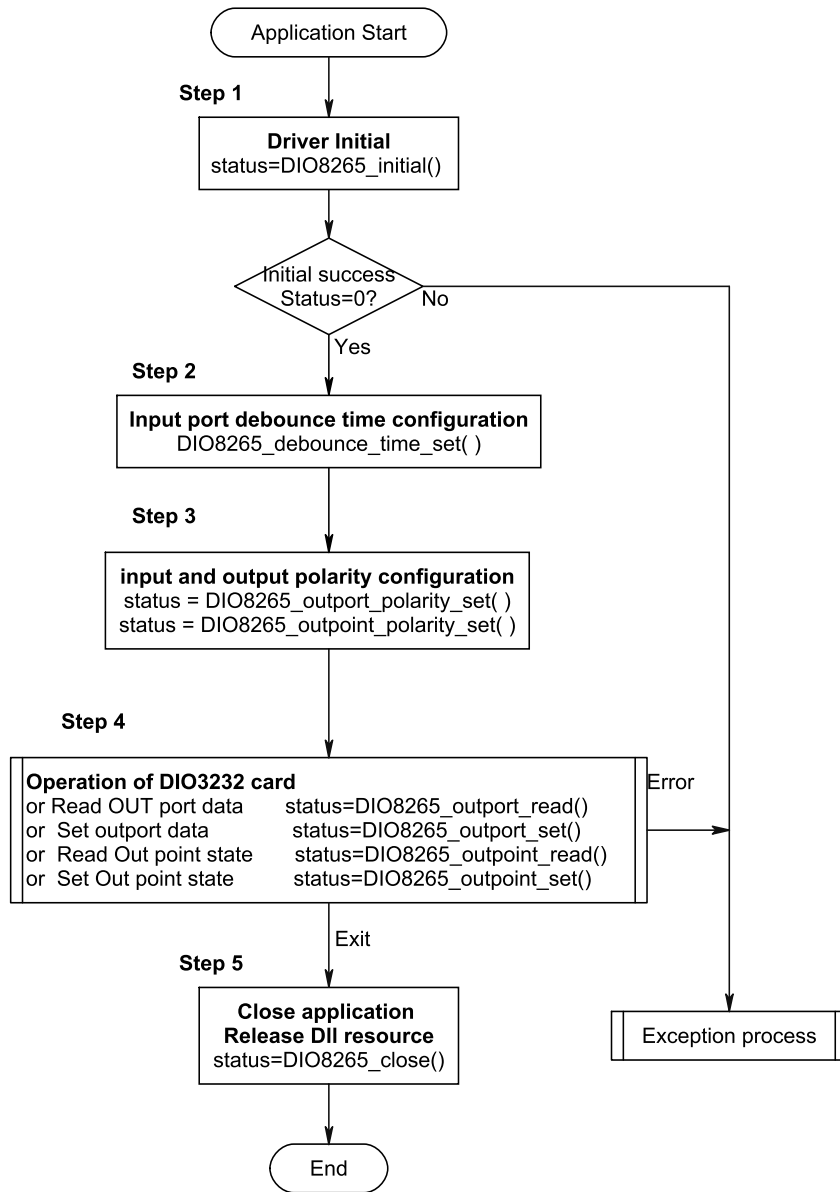 Application Start
Step 1
Driver Initial
status=DIO8265_initial()
Initial success
Status=0?
No
Yes
Step 2
Input port debounce time configuration
DIO8265_debounce_time_set( )
Step 3
input and output polarity configuration
status = DIO8265_outport_polarity_set( )
status = DIO8265_outpoint_polarity_set( )
Step 4
Operation of DIO3232 card
Error
or Read OUT port data status=DIO8265_outport_read()
or Set outport data status=DIO8265_outport_set()
or Read Out point state status=DIO8265_outpoint_read()
or Set Out point state status=DIO8265_outpoint_set()
Exit
Step 5
Close application
Release Dll resource
status=DIO8265_close()
Exception process
End